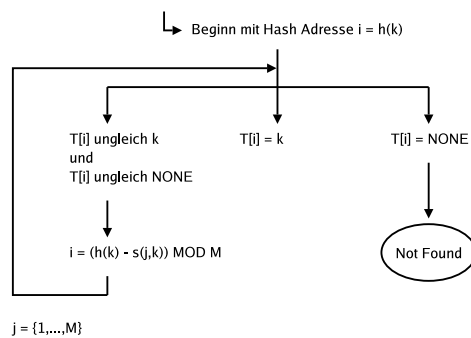 Beginn mit Hash Adresse i = h(k)
T[i] ungleich k
und
T[i] ungleich NONE
T[i] = k
T[i] = NONE
i = (h(k) - s(j,k)) MOD M
Not Found
j = {1,...,M}